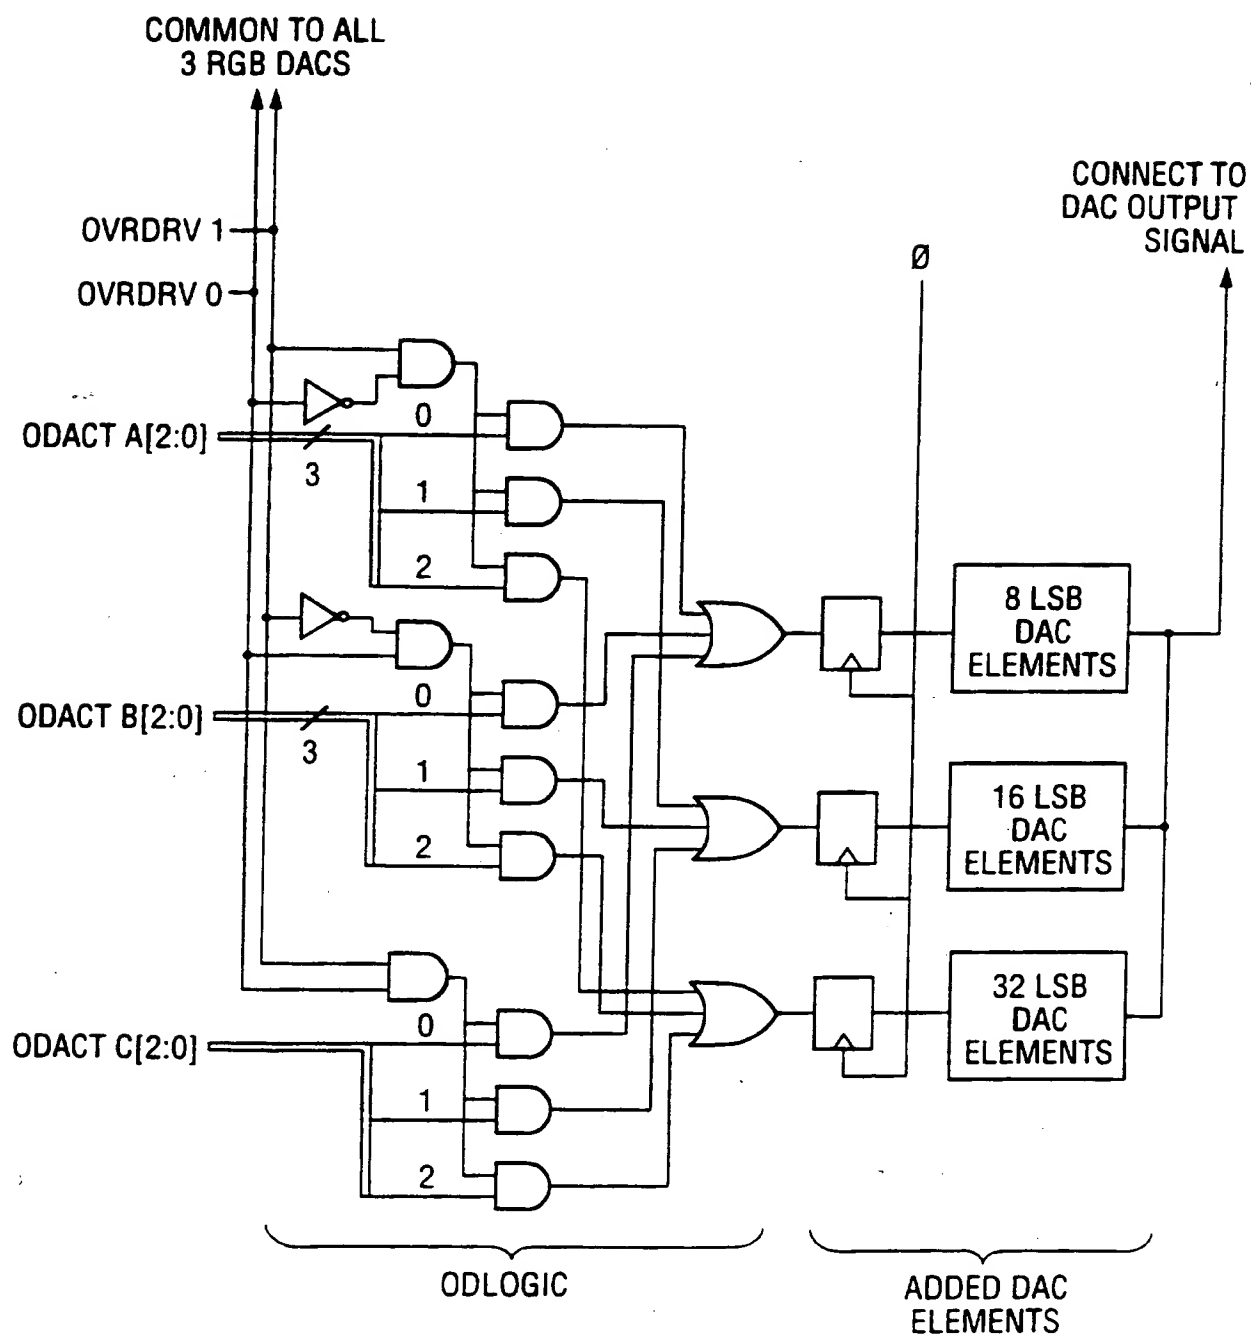 COMMON TO ALL
3 RGB DACS
CONNECT TO
DAC OUTPUT
SIGNAL
OVRDRV 1
Ø
OVRDRV 0
0
ODACT A[2:0]
3
1
2
8 LSB
DAC
ELEMENTS
0
ODACT B[2:0]
3
1
2
16 LSB
DAC
ELEMENTS
32 LSB
DAC
ELEMENTS
0
ODACT C[2:0]
1
2
ODLOGIC
ADDED DAC
ELEMENTS